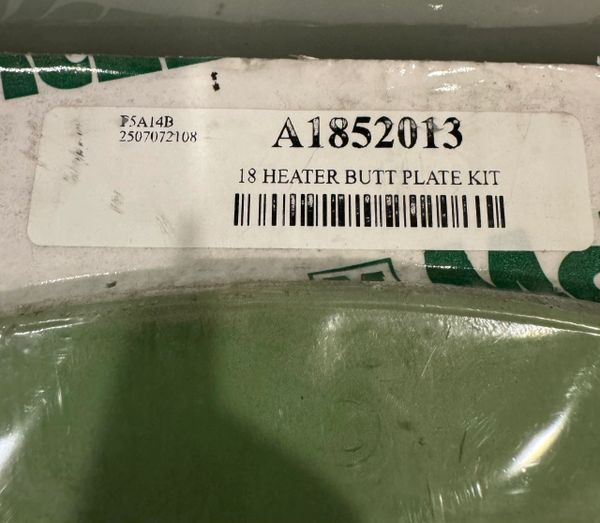 F5A14B
2507072108
A1852013
18 HEATER BUTT PLATE KIT